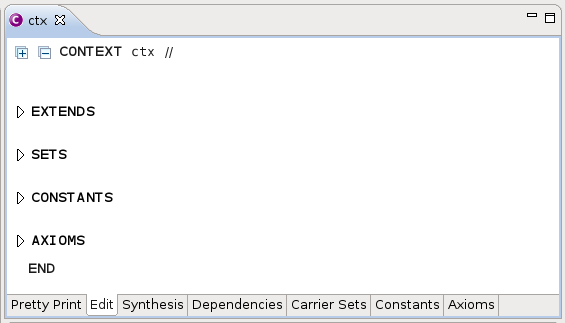 ctx
CONTEXT ctx //
EXTENDS
SETS
CONSTANTS
AXIOMS
END
Pretty Print Edit Synthesis Dependencies Carrier Sets Constants Axioms